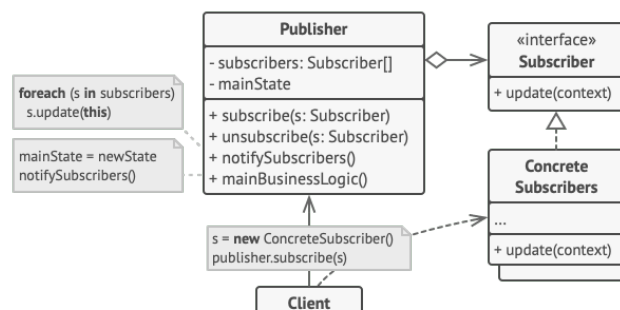 Publisher
- subscribers: Subscriber[]
- mainState
+ subscribe(s: Subscriber)
+ unsubscribe(s: Subscriber)
+ notifySubscribers()
+ mainBusinessLogic()
foreach (s in subscribers)
s.update(this)
mainState = newState
notifySubscribers()
«interface»
Subscriber
+ update(context)
Concrete
Subscribers
...
+ update(context)
s = new ConcreteSubscriber()
publisher.subscribe(s)
Client